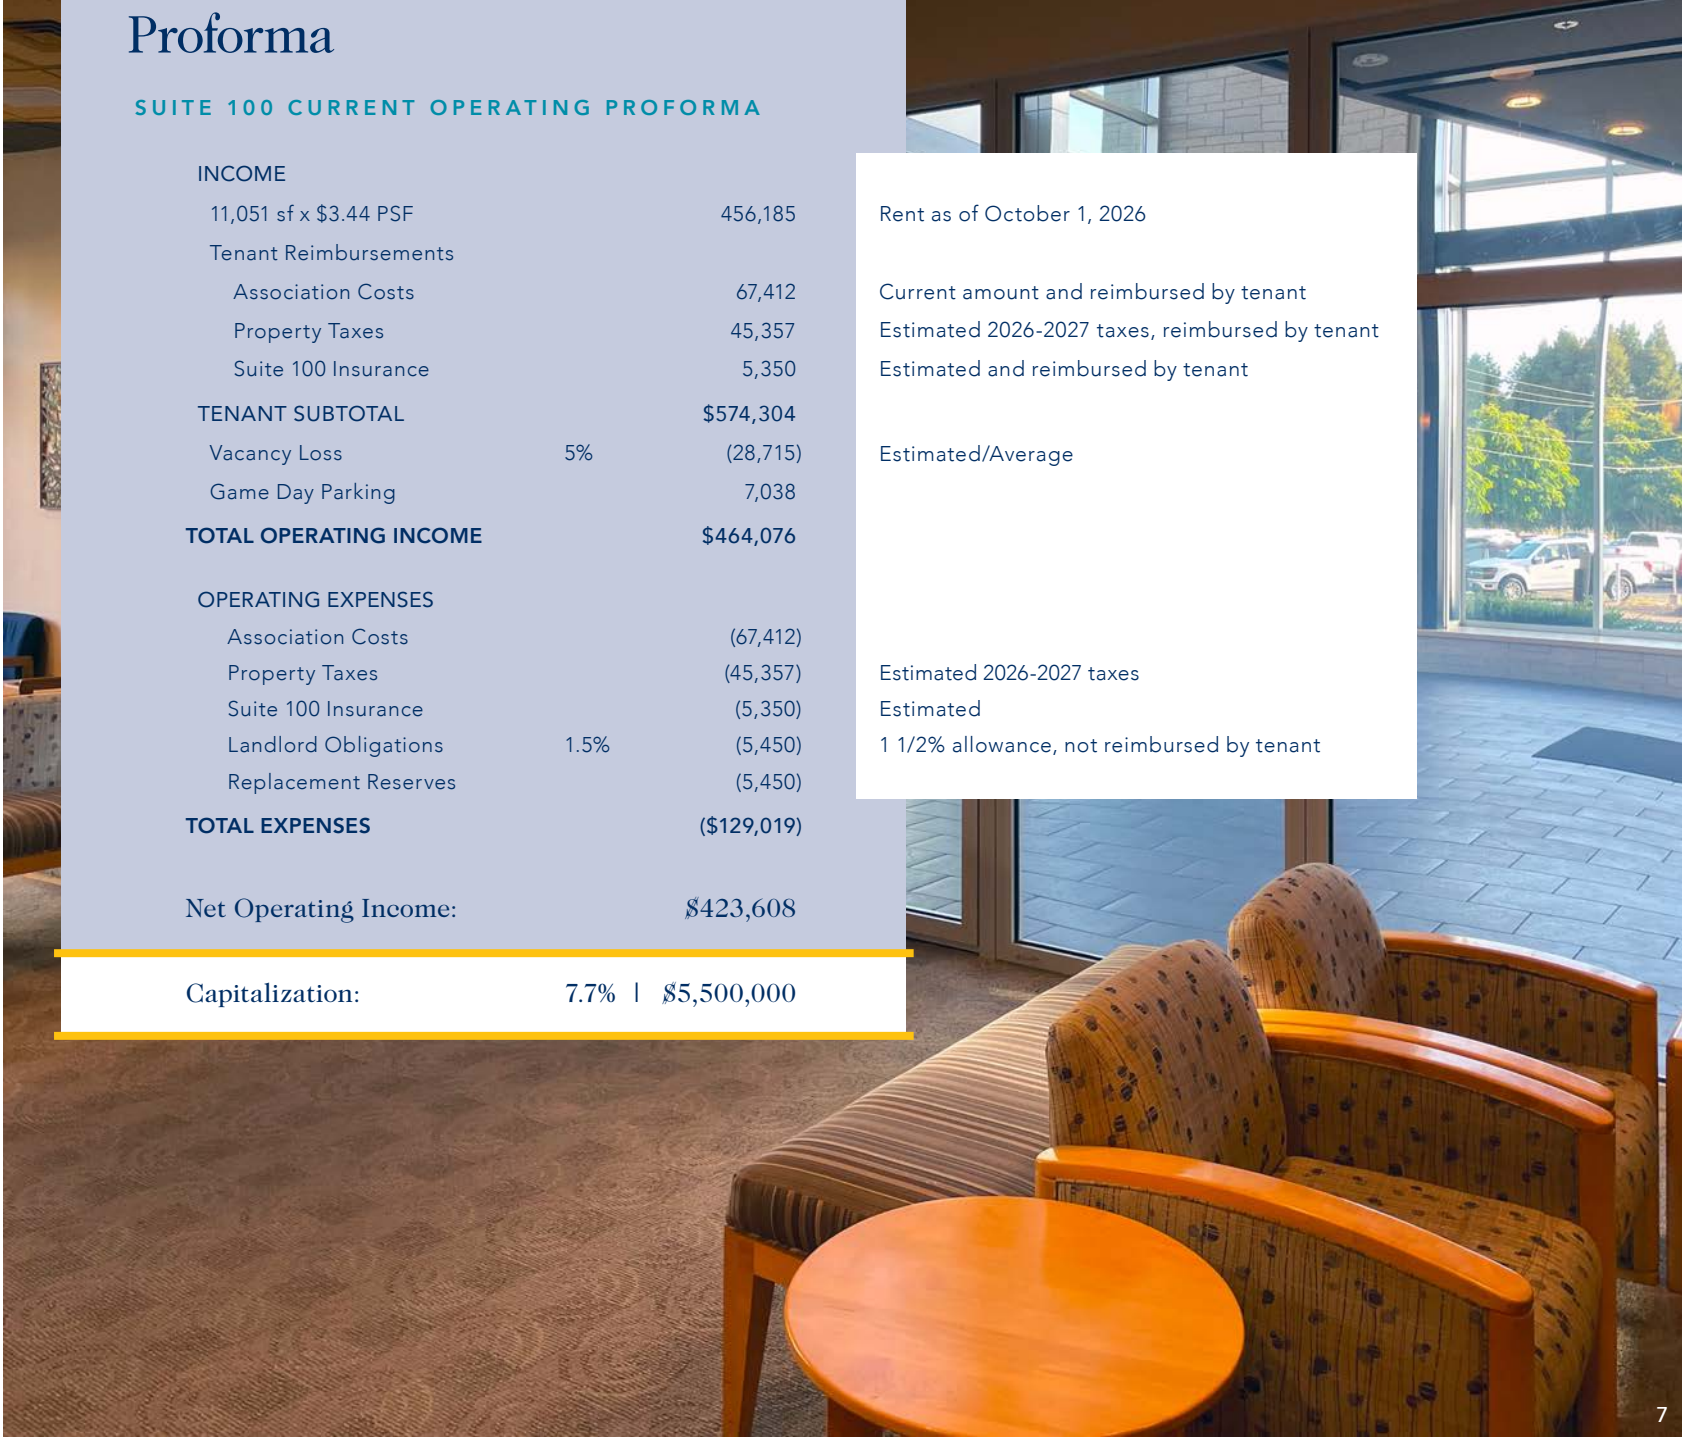 Proforma
SUITE 100 CURRENT OPERATING PROFORMA
INCOME
11,051 sf x $3.44 PSF 456,185 Rent as of October 1, 2026
Tenant Reimbursements
Association Costs 67,412 Current amount and reimbursed by tenant
Property Taxes 45,357 Estimated 2026-2027 taxes, reimbursed by tenant
Suite 100 Insurance 5,350 Estimated and reimbursed by tenant
TENANT SUBTOTAL $574,304
Vacancy Loss 5% (28,715) Estimated/Average
Game Day Parking 7,038
TOTAL OPERATING INCOME $464,076
OPERATING EXPENSES
Association Costs (67,412)
Property Taxes (45,357) Estimated 2026-2027 taxes
Suite 100 Insurance (5,350) Estimated
Landlord Obligations 1.5% (5,450) 1 1/2% allowance, not reimbursed by tenant
Replacement Reserves (5,450)
TOTAL EXPENSES ($129,019)
Net Operating Income: $423,608
Capitalization: 7.7% | $5,500,000
7